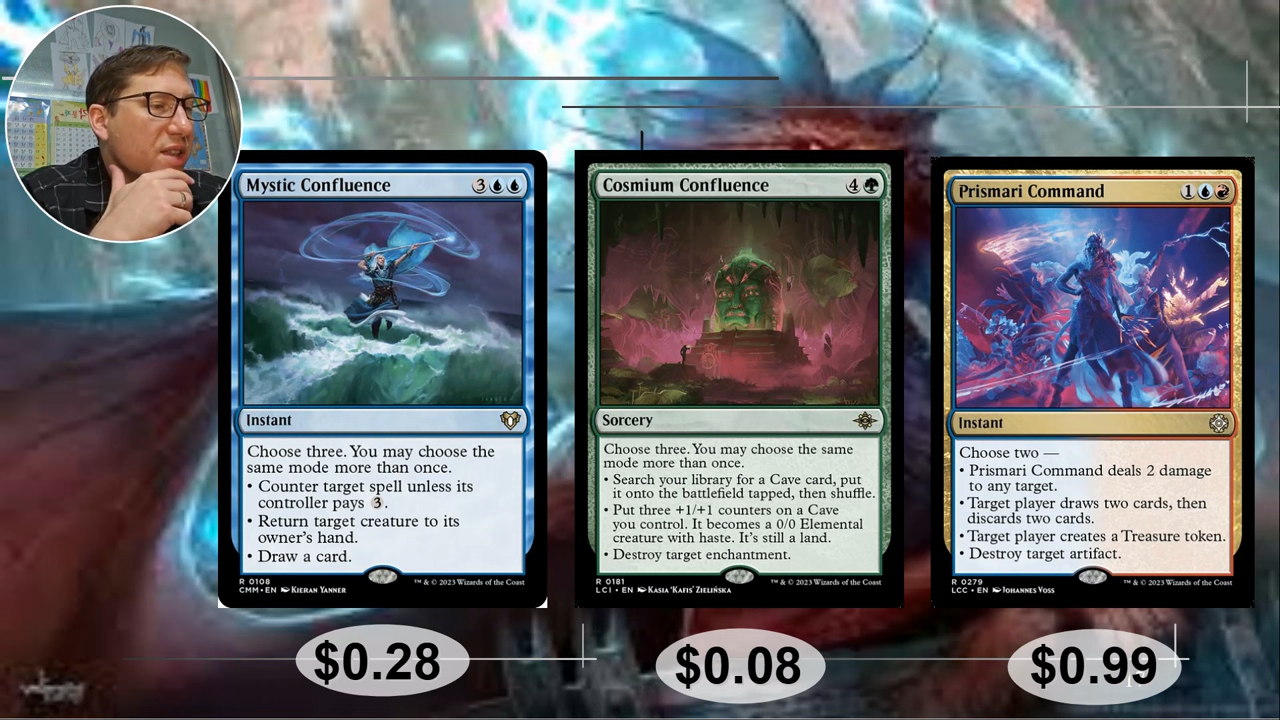 Mystic Confluence 3
Instant
Choose three. You may choose the
same mode more than once.
• Counter target spell unless its
controller pays 3.
• Return target creature to its
owner's hand.
• Draw a card.
R 0108
CMM • EN Kieran Yanner
™ & © 2023 Wizards of the Coast
$0.28
Cosmium Confluence 4
Sorcery
Choose three. You may choose the same
mode more than once.
• Search your library for a Cave card, put
it onto the battlefield tapped, then shuffle.
• Put three +1/+1 counters on a Cave
you control. It becomes a 0/0 Elemental
creature with haste. It's still a land.
• Destroy target enchantment.
R 0181
LCI • EN Kasia 'Kafis' Zielińska
™ & © 2023 Wizards of the Coast
$0.08
Prismari Command 1
Instant
Choose two —
• Prismari Command deals 2 damage
to any target.
• Target player draws two cards, then
discards two cards.
• Target player creates a Treasure token.
• Destroy target artifact.
R 0279
LCC • EN Johannes Voss
™ & © 2023 Wizards of the Coast
$0.99